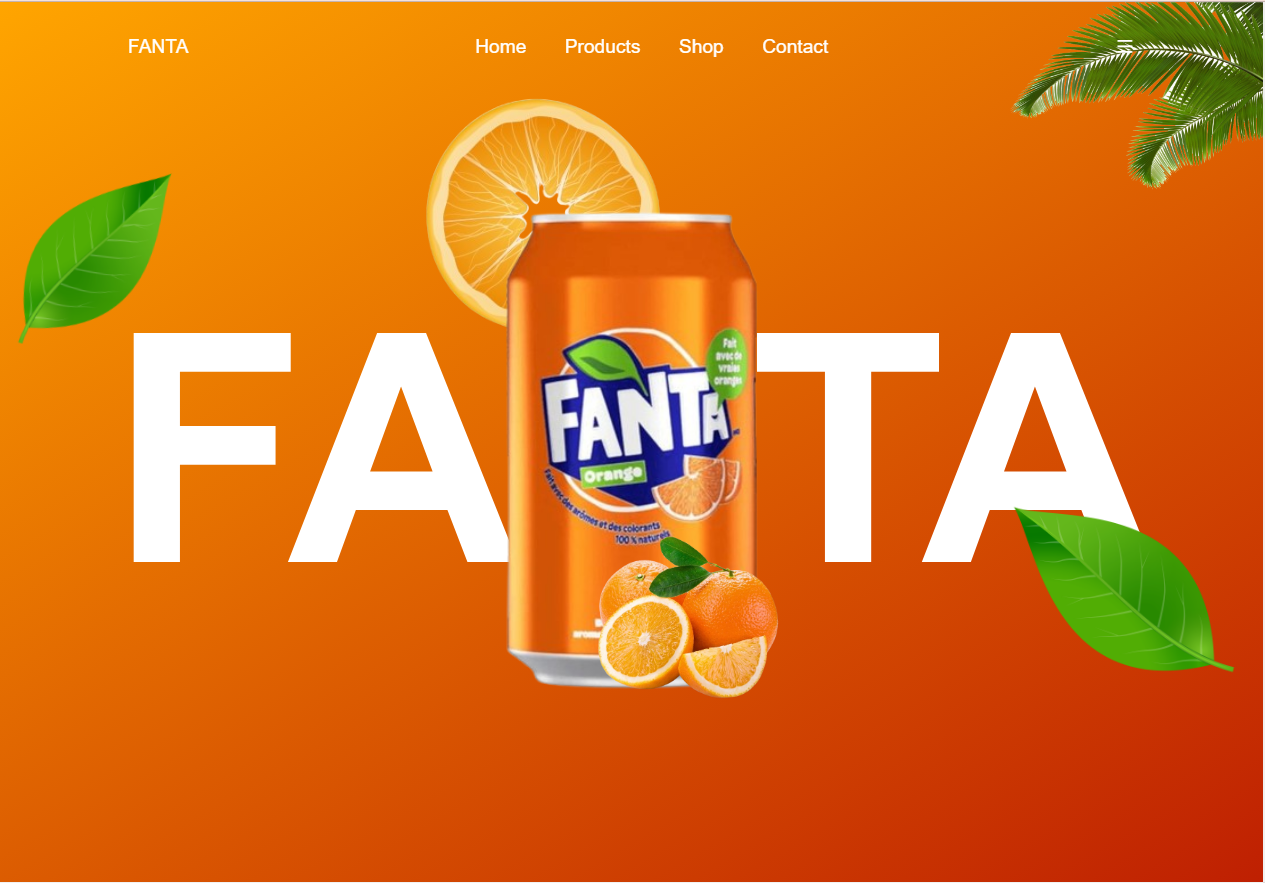 FANTA
Home Products Shop Contact
FA TA
FANTA
Orange
Fait
avec de
vraies
oranges
Fait avec des arômes et des colorants
100 % naturels